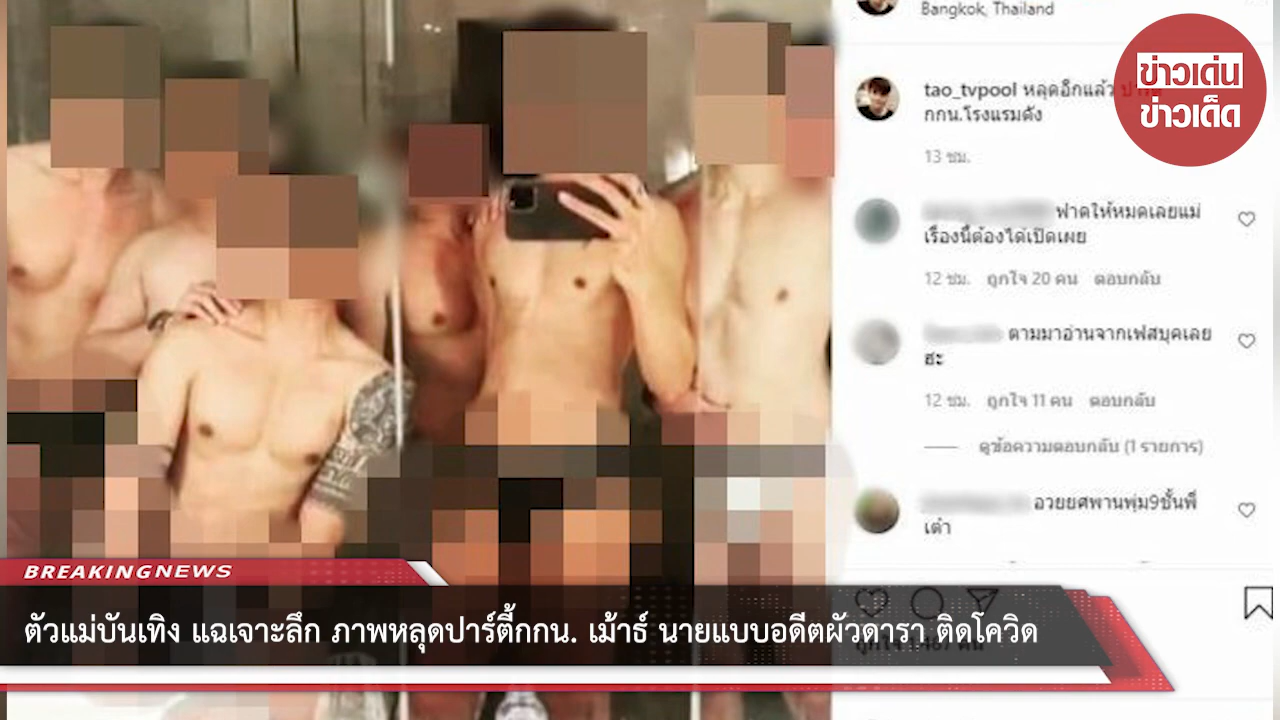 Bangkok, Thailand
ข่าวเด่น
ข่าวเด็ด
tao_tvpool หลุดอีกแล้ว
กกน.โรงแรมดัง
13 ชม.
ฟาดให้หมดเลยแม่
เรื่องนี้ต้องได้เปิดเผย
12 ชม. ถูกใจ 20 คน ตอบกลับ
ตามมาอ่านจากเฟสบุคเลย
ฮะ
12 ชม. ถูกใจ 11 คน ตอบกลับ
ดูข้อความตอบกลับ (1 รายการ)
อวยยศพานพุ่ม9ชั้นพี่
เต๋า
BREAKINGNEWS
ตัวแม่บันเทิง แฉเจาะลึก ภาพหลุดปาร์ตี้กกน. เม้าธ์ นายแบบอดีตผัวดารา ติดโควิด